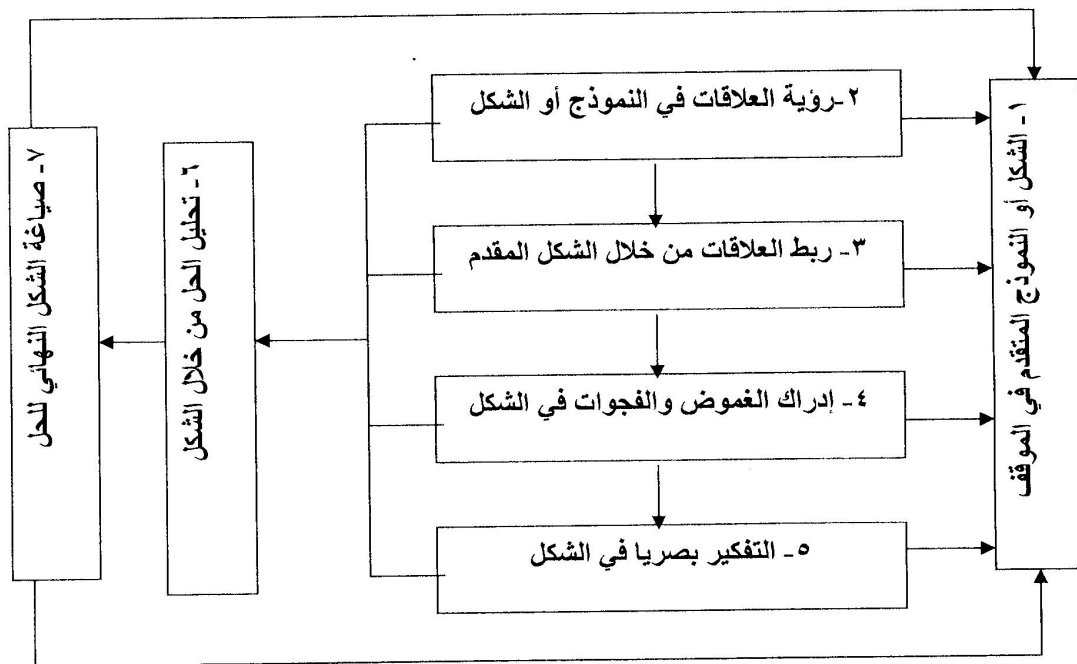 ١- الشكل أو النموذج المتقدم في الموقف
٢-رؤية العلاقات في النموذج أو الشكل
٣- ربط العلاقات من خلال الشكل المقدم
٤- إدراك الغموض والفجوات في الشكل
٥- التفكير بصريا في الشكل
٦- تحليل الحل من خلال الشكل
٧- صياغة الشكل النهائي للحل